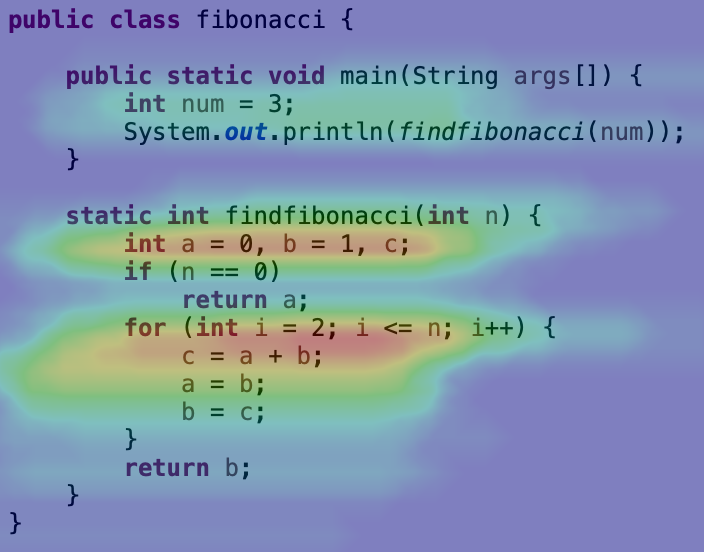 public class fibonacci {
    public static void main(String args[]) {
        int num = 3;
        System.out.println(findfibonacci(num));
    }
    static int findfibonacci(int n) {
        int a = 0, b = 1, c;
        if (n == 0)
            return a;
        for (int i = 2; i <= n; i++) {
            c = a + b;
            a = b;
            b = c;
        }
        return b;
    }
}